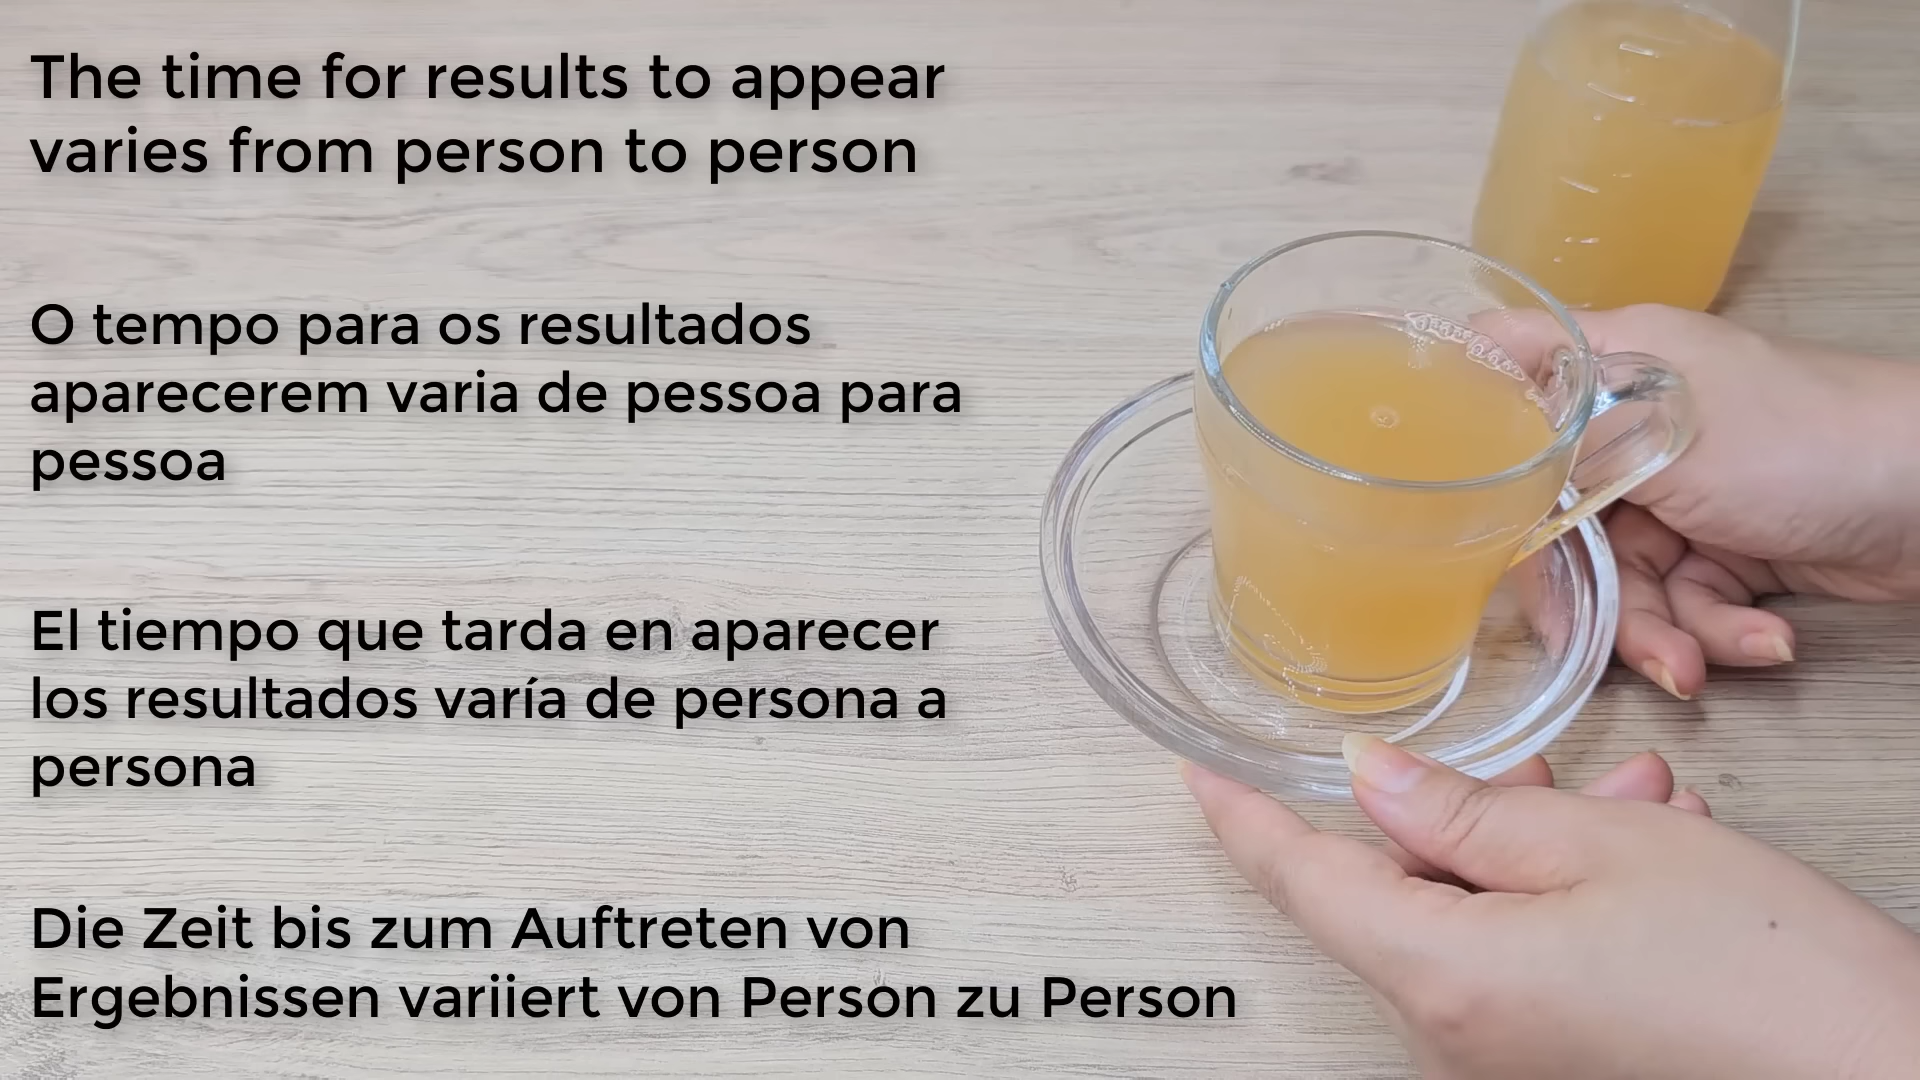 The time for results to appear
varies from person to person
O tempo para os resultados
aparecerem varia de pessoa para
pessoa
El tiempo que tarda en aparecer
los resultados varía de persona a
persona
Die Zeit bis zum Auftreten von
Ergebnissen variiert von Person zu Person